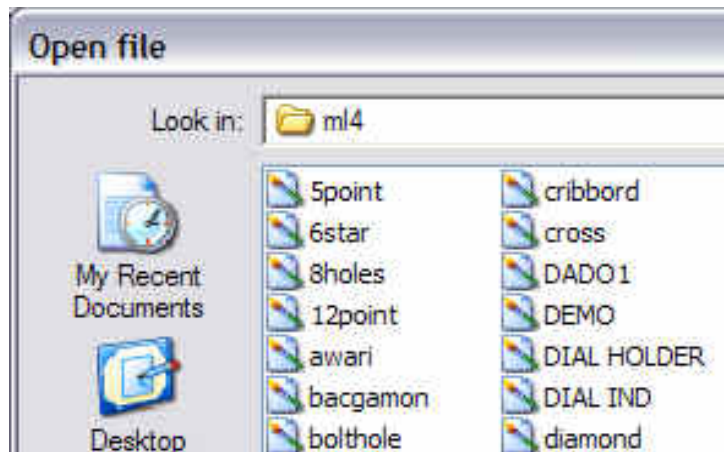 Open file
Look in: ml4
My Recent
Documents
Desktop
5point
6star
8holes
12point
awari
bacgamon
bolthole
cribbord
cross
DADO1
DEMO
DIAL HOLDER
DIAL IND
diamond